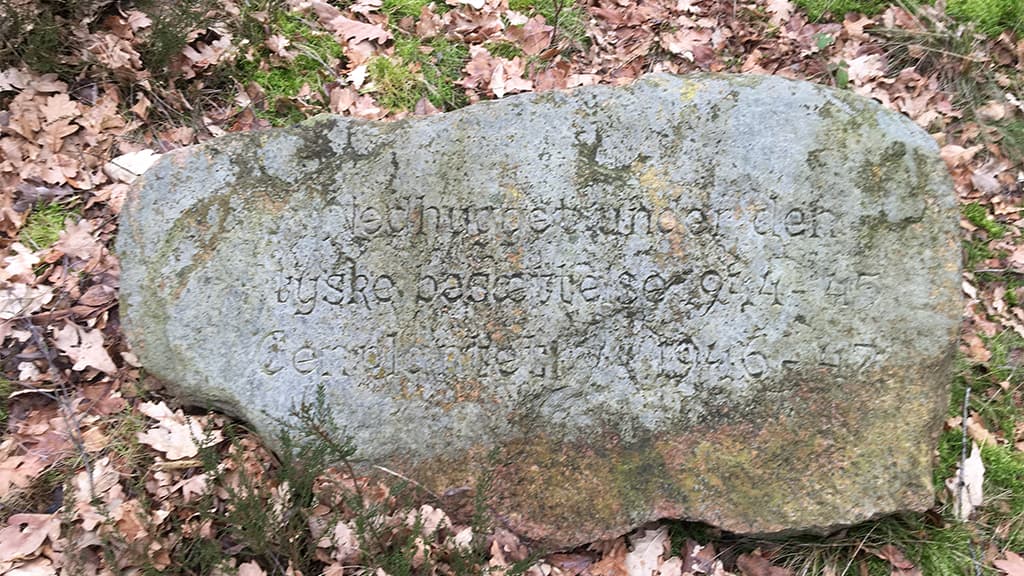 Nedhugget under den
tyske besættelse 1944-45
Genplantet 1946-47